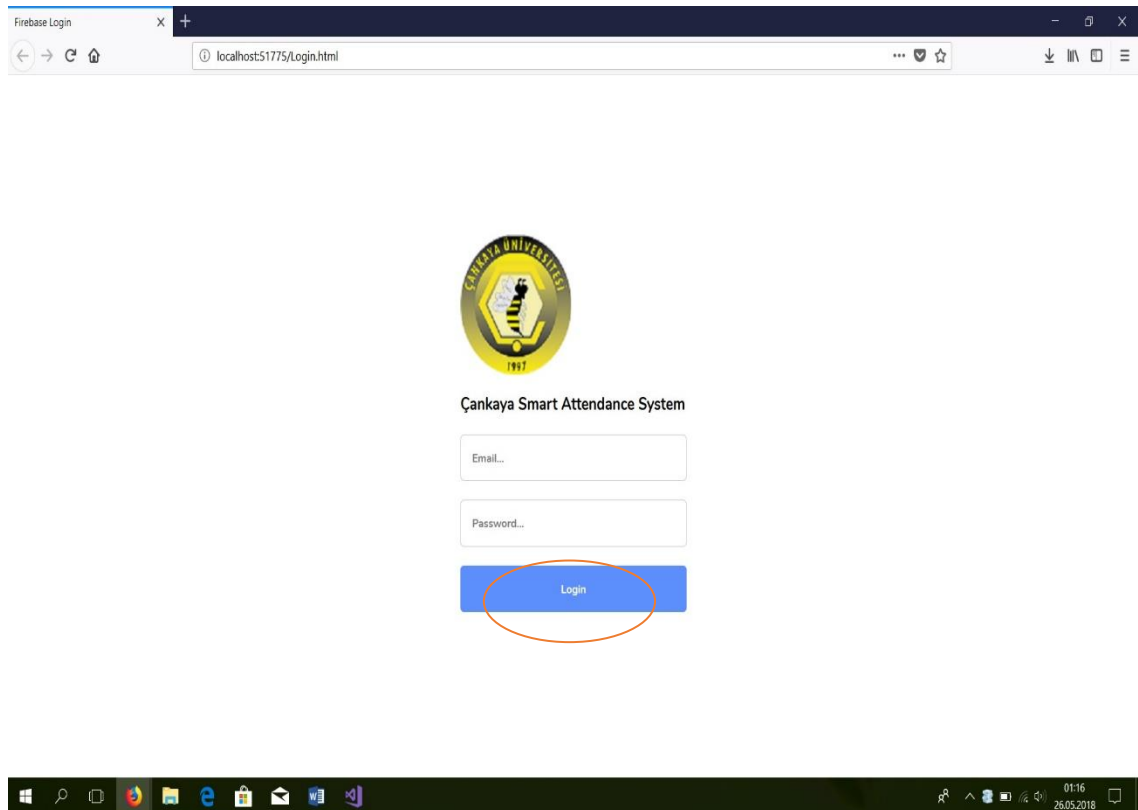 Firebase Login
localhost:51775/Login.html
ÇANKAYA ÜNİVERSİTESİ
1997
Çankaya Smart Attendance System
Email...
Password...
Login
01:16
26.05.2018